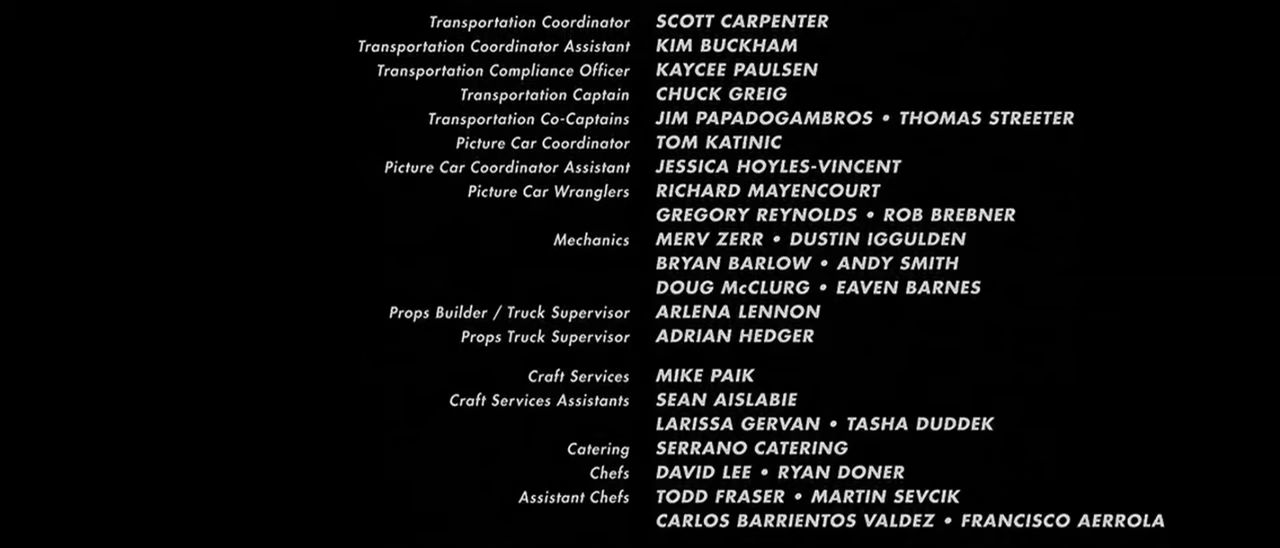 Transportation Coordinator SCOTT CARPENTER
Transportation Coordinator Assistant KIM BUCKHAM
Transportation Compliance Officer KAYCEE PAULSEN
Transportation Captain CHUCK GREIG
Transportation Co-Captains JIM PAPADOGAMBROS • THOMAS STREETER
Picture Car Coordinator TOM KATINIC
Picture Car Coordinator Assistant JESSICA HOYLES-VINCENT
Picture Car Wranglers RICHARD MAYENCOURT
GREGORY REYNOLDS • ROB BREBNER
Mechanics MERV ZERR • DUSTIN IGGULDEN
BRYAN BARLOW • ANDY SMITH
DOUG McCLURG • EAVEN BARNES
Props Builder / Truck Supervisor ARLENA LENNON
Props Truck Supervisor ADRIAN HEDGER
Craft Services MIKE PAIK
Craft Services Assistants SEAN AISLABIE
LARISSA GERVAN • TASHA DUDDEK
Catering SERRANO CATERING
Chefs DAVID LEE • RYAN DONER
Assistant Chefs TODD FRASER • MARTIN SEVCIK
CARLOS BARRIENTOS VALDEZ • FRANCISCO AERROLA